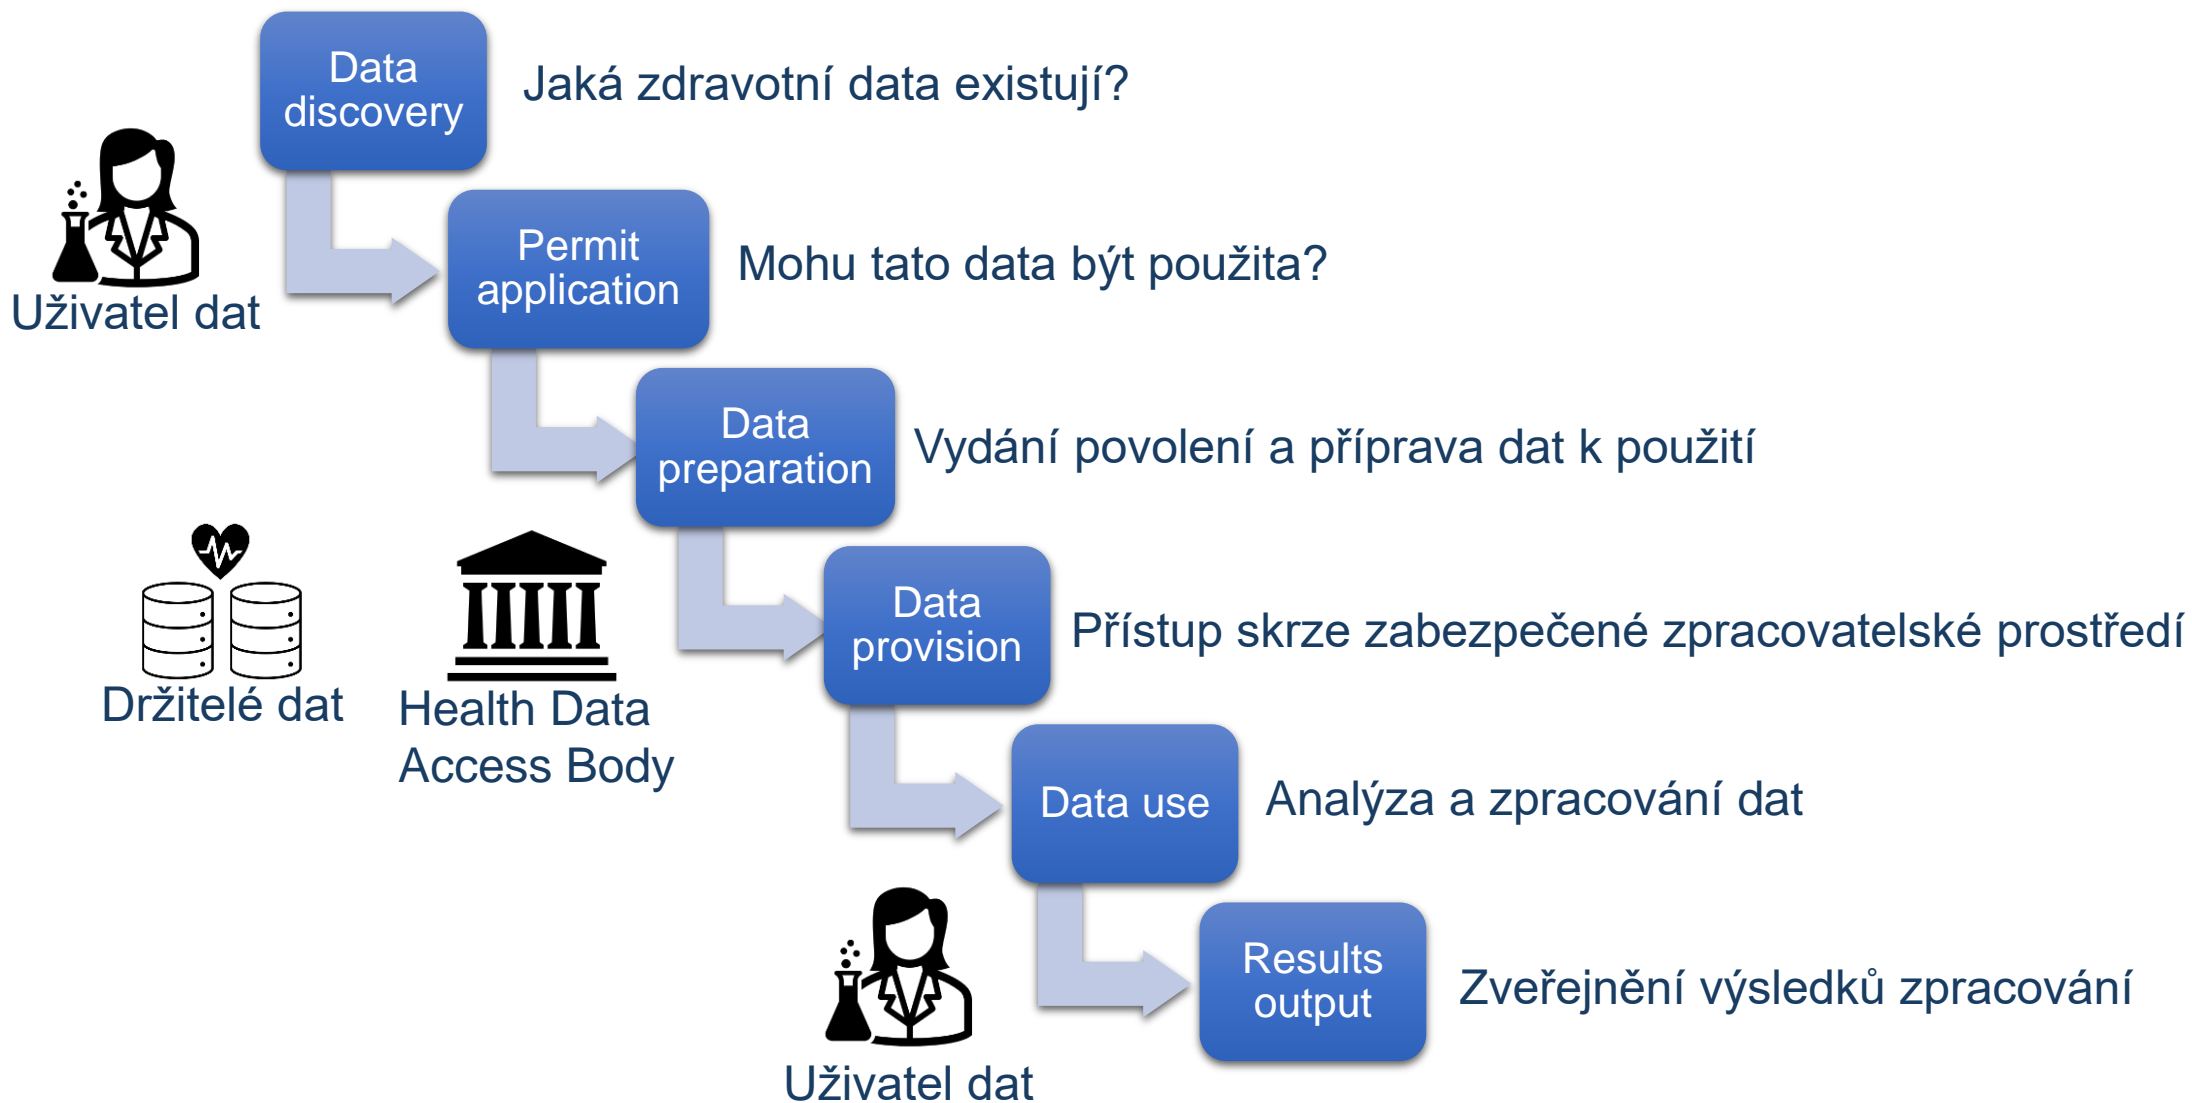 Data
discovery
Jaká zdravotní data existují?
Uživatel dat
Permit
application
Mohu tato data být použita?
Data
preparation
Vydání povolení a příprava dat k použití
Držitelé dat
Health Data
Access Body
Data
provision
Přístup skrze zabezpečené zpracovatelské prostředí
Data use
Analýza a zpracování dat
Uživatel dat
Results
output
Zveřejnění výsledků zpracování